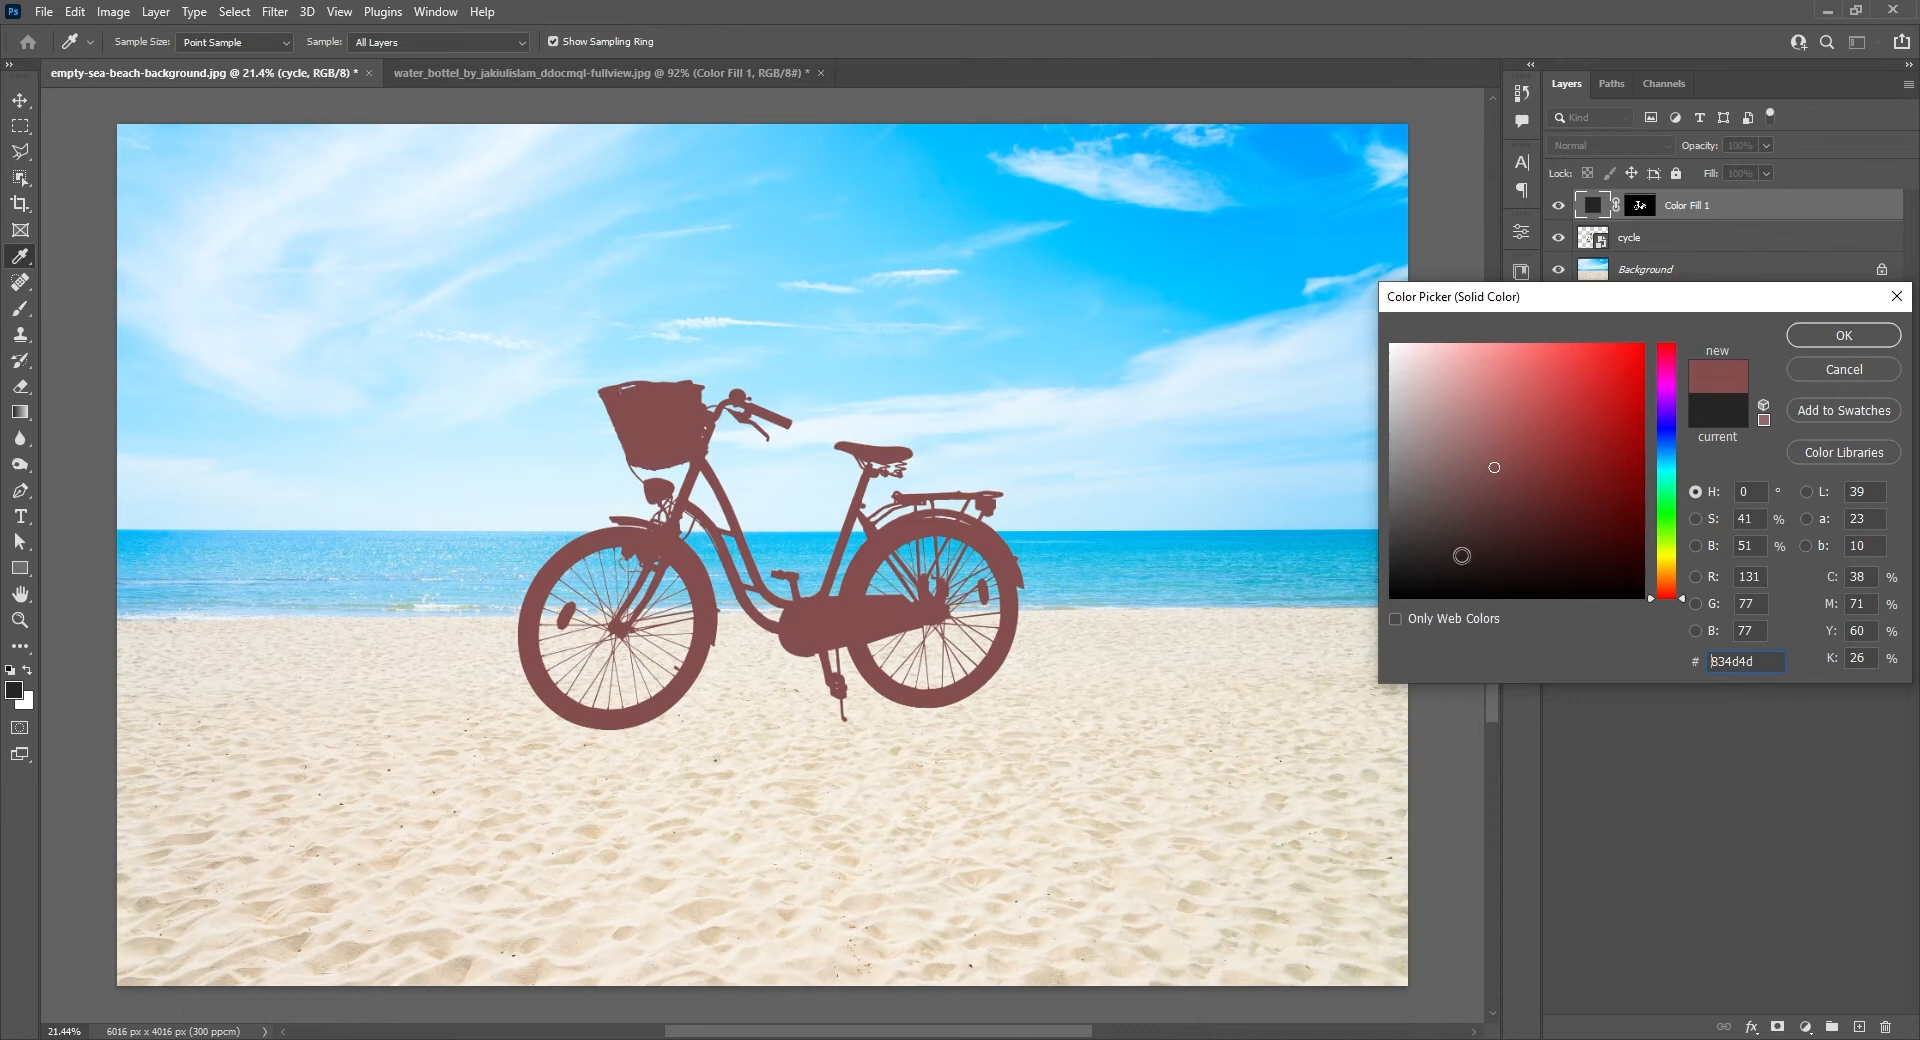 Ps File Edit Image Layer Type Select Filter 3D View Plugins Window Help
Sample Size: Point Sample Sample: All Layers Show Sampling Ring
empty-sea-beach-background.jpg @ 21.4% (cycle, RGB/8) * × water_bottel_by_jakiulislam_ddocmql-fullview.jpg @ 92% (Color Fill 1, RGB/8#) * ×
Layers Paths Channels
Kind
Normal Opacity: 100%
Lock: Fill: 100%
Color Fill 1
cycle
Background
Color Picker (Solid Color)
new
current
OK
Cancel
Add to Swatches
Color Libraries
H: 0 ° L: 39
S: 41 % a: 23
B: 51 % b: 10
R: 131 C: 38 %
G: 77 M: 71 %
B: 77 Y: 60 %
# 834d4d K: 26 %
Only Web Colors
21.44% 6016 px x 4016 px (300 ppcm)